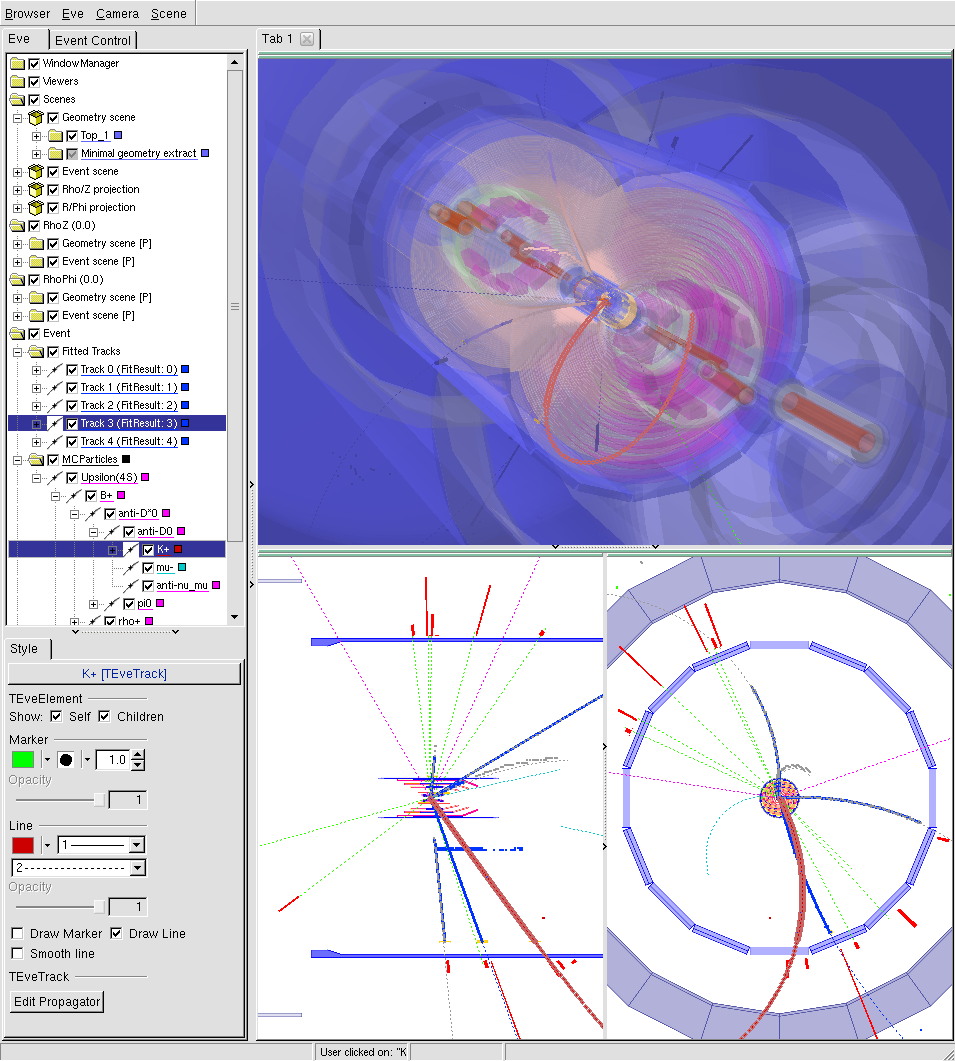 Browser Eve Camera Scene
Eve Event Control
Tab 1
WindowManager
Viewers
Scenes
Geometry scene
Top_1
Minimal geometry extract
Event scene
Rho/Z projection
R/Phi projection
RhoZ (0.0)
Geometry scene [P]
Event scene [P]
RhoPhi (0.0)
Geometry scene [P]
Event scene [P]
Event
Fitted Tracks
Track 0 (FitResult: 0)
Track 1 (FitResult: 1)
Track 2 (FitResult: 2)
Track 3 (FitResult: 3)
Track 4 (FitResult: 4)
MCParticles
Upsilon(4S)
B+
anti-D*0
anti-D0
K+
mu-
anti-nu_mu
pi0
rho+
Style
K+ [TEveTrack]
TEveElement
Show: Self Children
Marker
1.0
Opacity
1
Line
1
2
Opacity
1
Draw Marker Draw Line
Smooth line
TEveTrack
Edit Propagator
User clicked on: "K